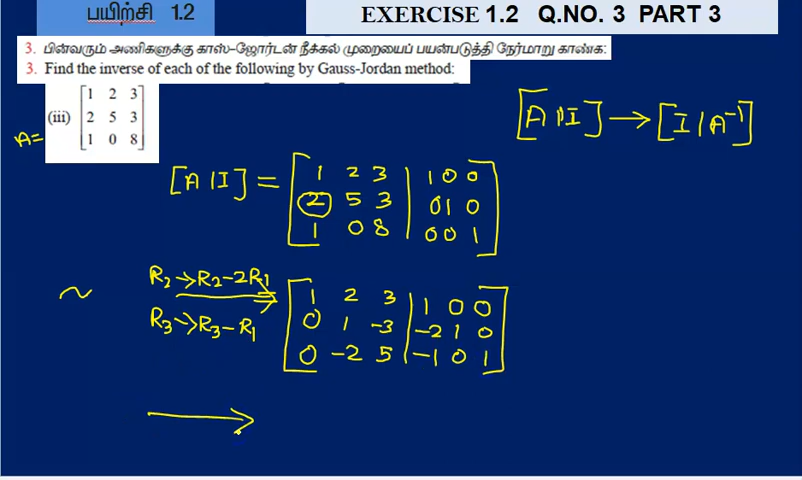 பயிற்சி 1.2
EXERCISE 1.2 Q.NO. 3 PART 3
3. பின்வரும் அணிகளுக்கு காஸ்-ஜோர்டன் நீக்கல் முறையைப் பயன்படுத்தி நேர்மாறு காண்க:
3. Find the inverse of each of the following by Gauss-Jordan method:
[A|I] → [I|A⁻¹]
1 2 3
A= (iii) 2 5 3
1 0 8
[A|I] =
1 2 3 | 1 0 0
2 5 3 | 0 1 0
1 0 8 | 0 0 1
~ R₂→R₂-2R₁
R₃→R₃-R₁
1 2 3 | 1 0 0
0 1 -3 | -2 1 0
0 -2 5 | -1 0 1